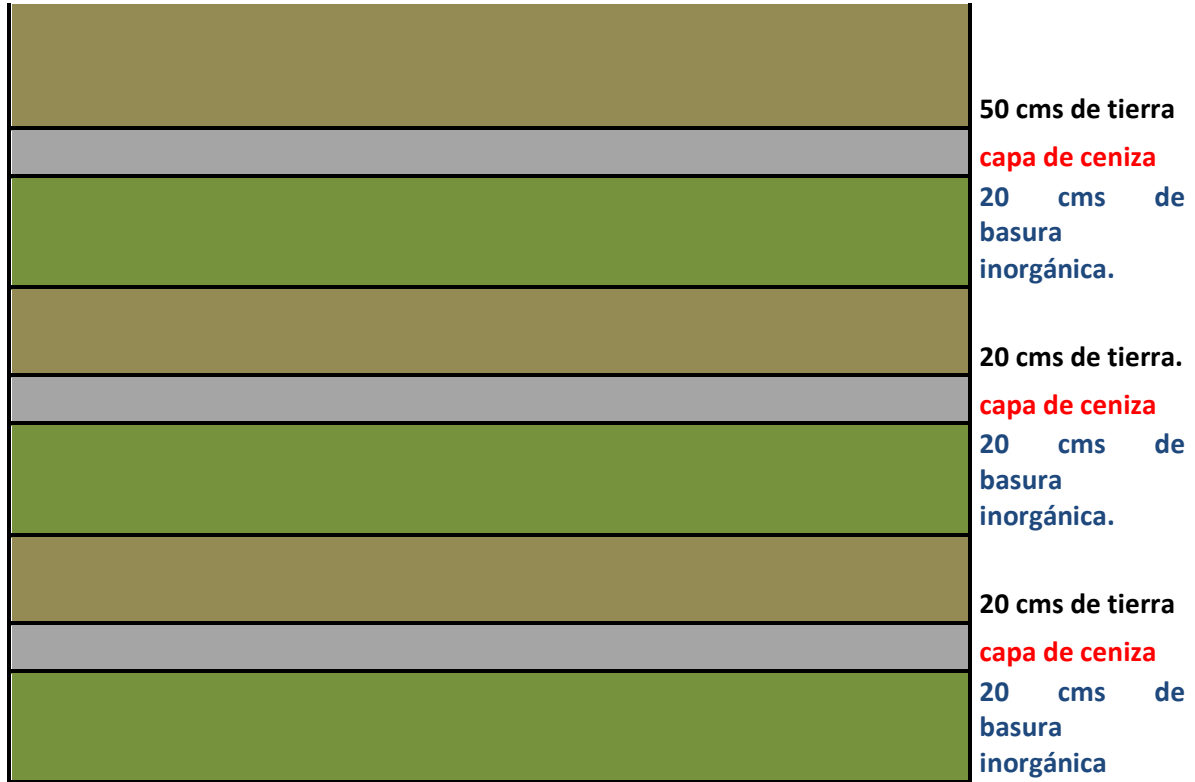 50 cms de tierra
capa de ceniza
20 cms de
basura
inorgánica.
20 cms de tierra.
capa de ceniza
20 cms de
basura
inorgánica.
20 cms de tierra
capa de ceniza
20 cms de
basura
inorgánica